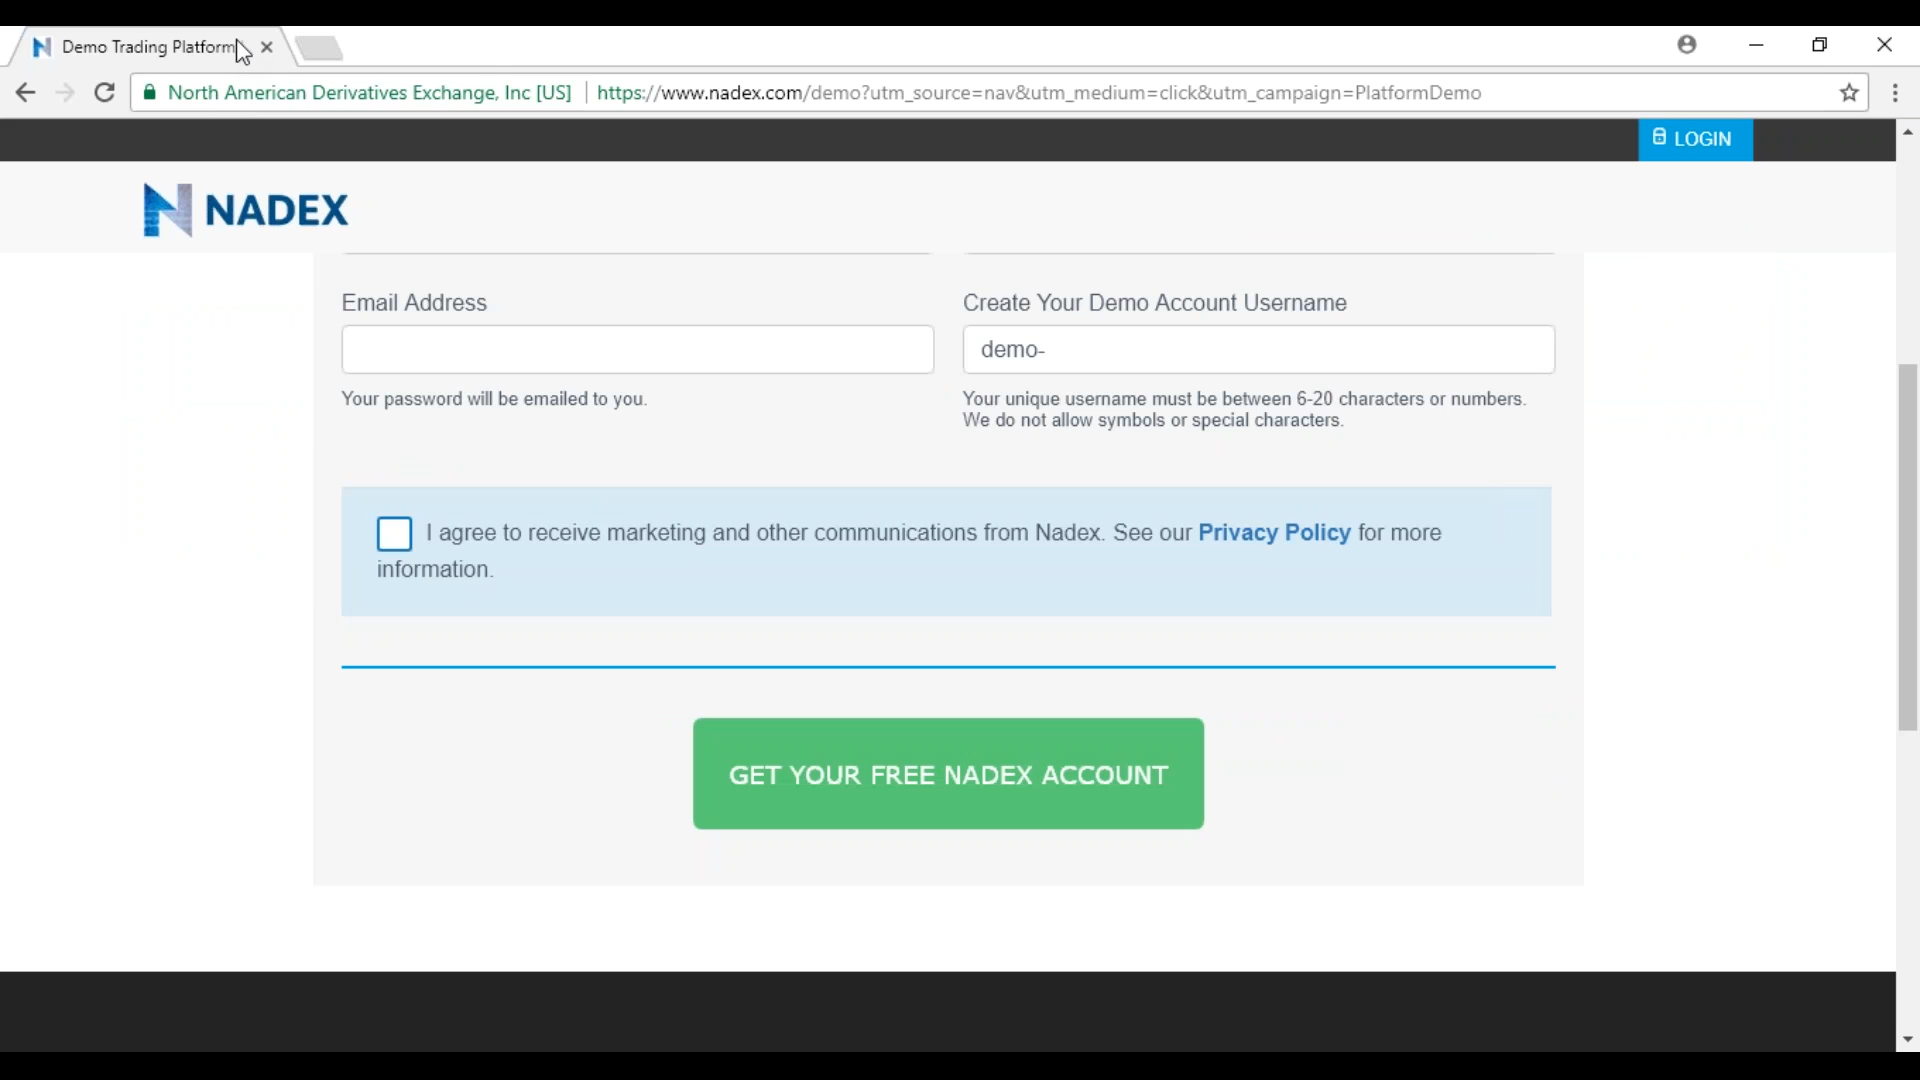 Demo Trading Platform
North American Derivatives Exchange, Inc [US] https://www.nadex.com/demo?utm_source=nav&utm_medium=click&utm_campaign=PlatformDemo
LOGIN
NADEX
Email Address
Create Your Demo Account Username
demo-
Your password will be emailed to you.
Your unique username must be between 6-20 characters or numbers.
We do not allow symbols or special characters.
I agree to receive marketing and other communications from Nadex. See our Privacy Policy for more
information.
GET YOUR FREE NADEX ACCOUNT